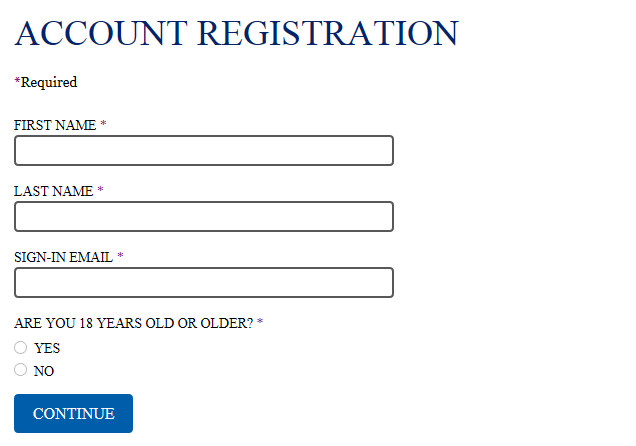 ACCOUNT REGISTRATION
*Required
FIRST NAME *
LAST NAME *
SIGN-IN EMAIL *
ARE YOU 18 YEARS OLD OR OLDER? *
YES
NO
CONTINUE